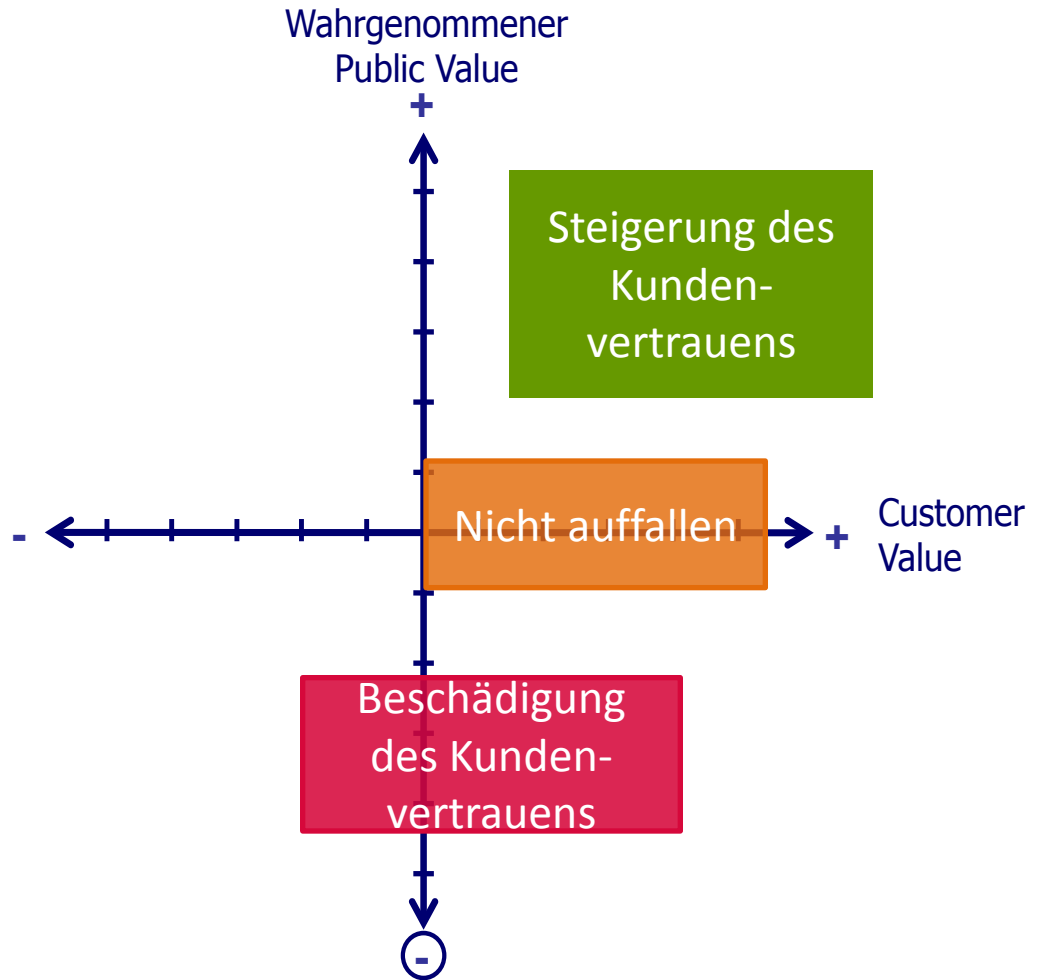 Wahrgenommener
Public Value
+
Steigerung des
Kunden-
vertrauens
Nicht auffallen
-
+
Customer
Value
Beschädigung
des Kunden-
vertrauens
-